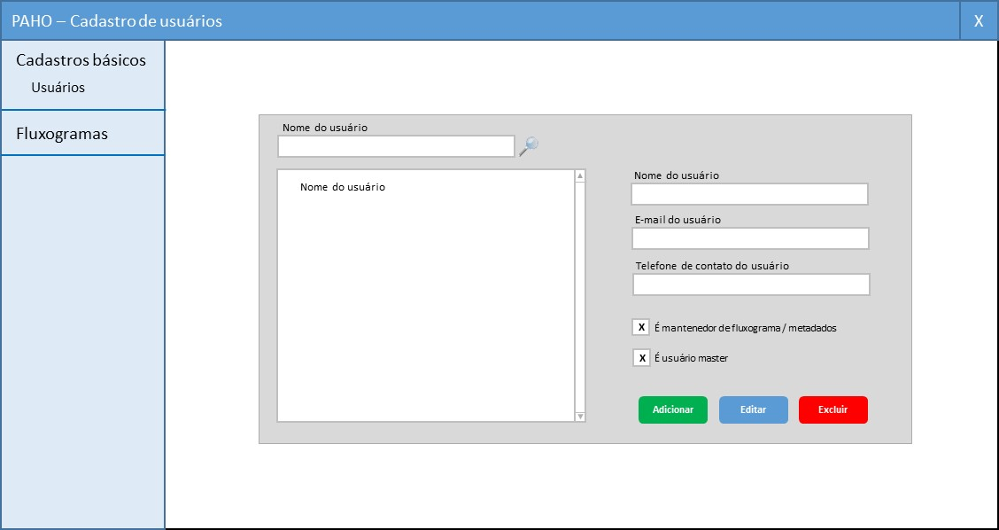 PAHO – Cadastro de usuários
X
Cadastros básicos
Usuários
Fluxogramas
Nome do usuário
Nome do usuário
Nome do usuário
E-mail do usuário
Telefone de contato do usuário
X É mantenedor de fluxograma / metadados
X É usuário master
Adicionar Editar Excluir